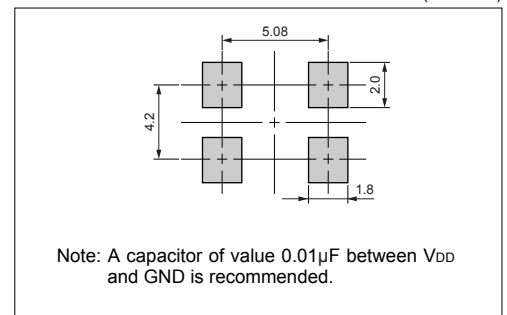 5.08
2.0
4.2
1.8
Note: A capacitor of value 0.01µF between VDD
and GND is recommended.